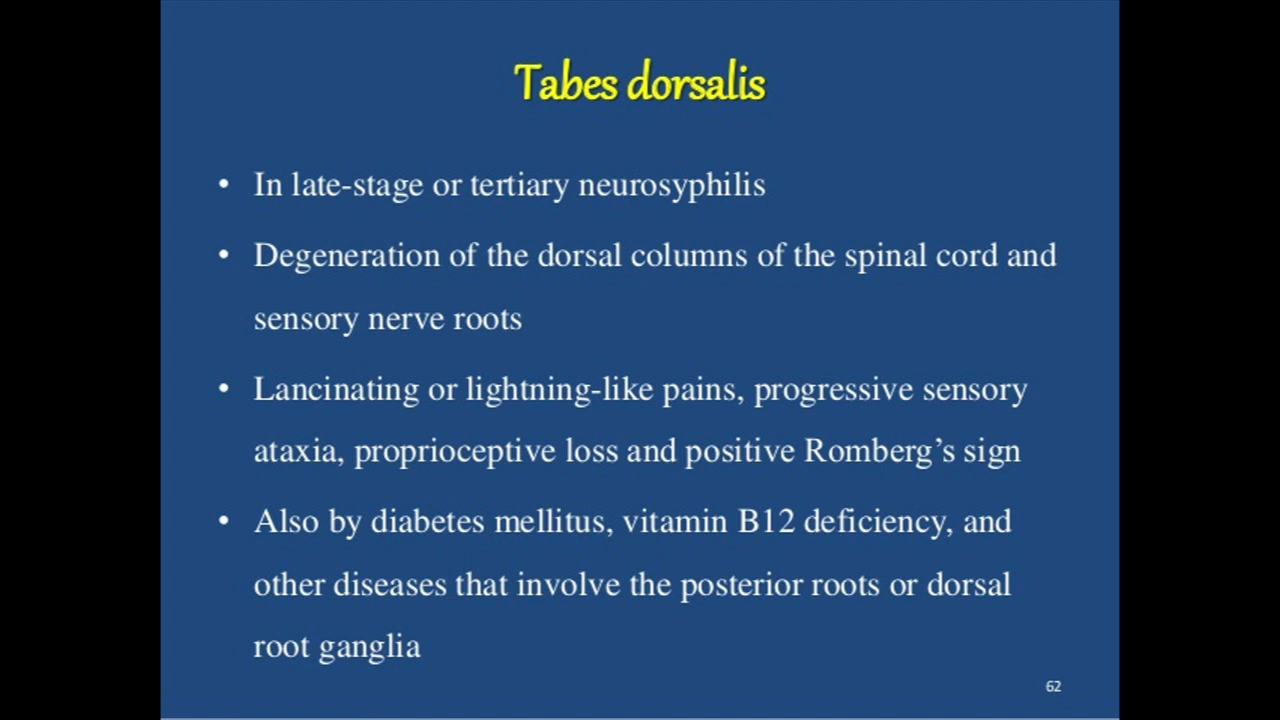 Tabes dorsalis
• In late-stage or tertiary neurosyphilis
• Degeneration of the dorsal columns of the spinal cord and
sensory nerve roots
• Lancinating or lightning-like pains, progressive sensory
ataxia, proprioceptive loss and positive Romberg’s sign
• Also by diabetes mellitus, vitamin B12 deficiency, and
other diseases that involve the posterior roots or dorsal
root ganglia
62